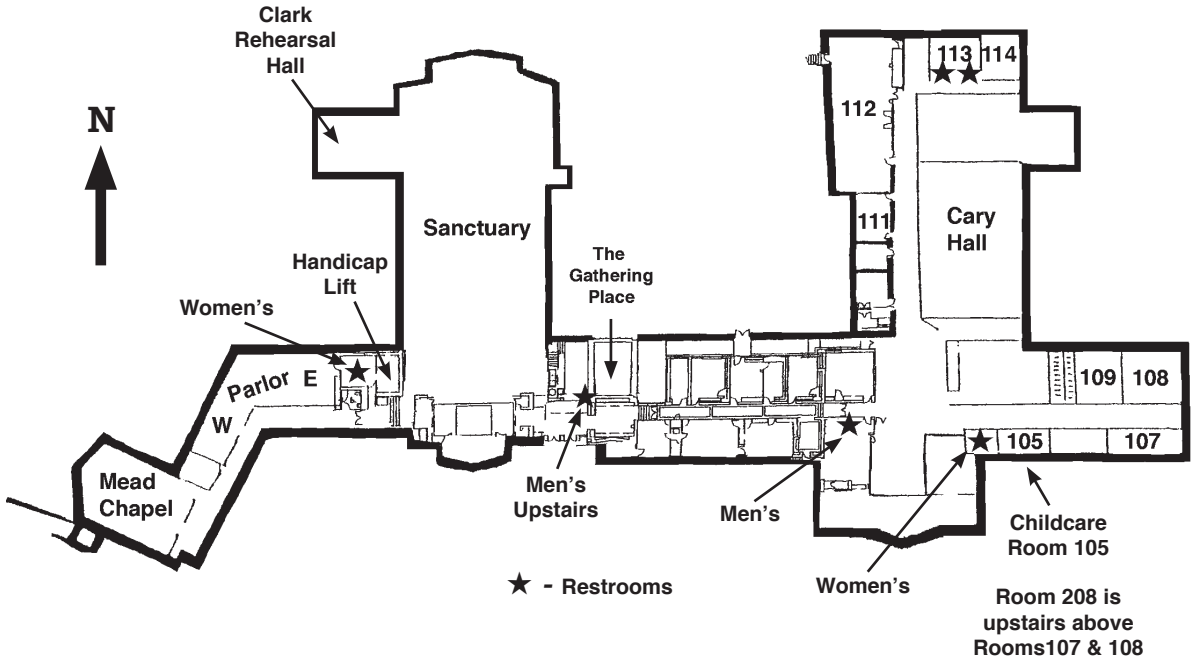 Clark
Rehearsal
Hall
N
113
114
112
111
Sanctuary
Cary
Hall
The
Gathering
Place
Handicap
Lift
Women's
Parlor E
W
109
108
105
107
Mead
Chapel
Men's
Upstairs
Men's
Women's
Childcare
Room 105
★ - Restrooms
Room 208 is
upstairs above
Rooms107 & 108